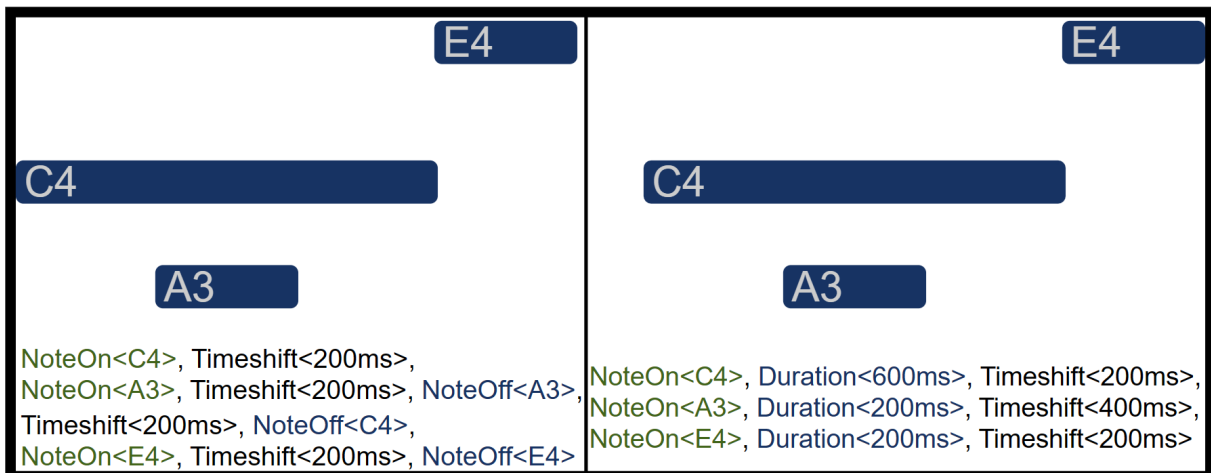 E4
C4
A3
NoteOn<C4>, Timeshift<200ms>,
NoteOn<A3>, Timeshift<200ms>, NoteOff<A3>,
Timeshift<200ms>, NoteOff<C4>,
NoteOn<E4>, Timeshift<200ms>, NoteOff<E4>
E4
C4
A3
NoteOn<C4>, Duration<600ms>, Timeshift<200ms>,
NoteOn<A3>, Duration<200ms>, Timeshift<400ms>,
NoteOn<E4>, Duration<200ms>, Timeshift<200ms>